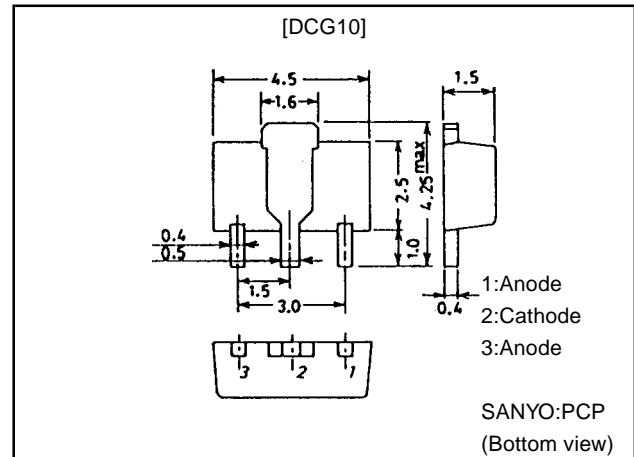 [DCG10]
4.5
1.6
1.5
2.5
4.25max
1.0
0.4
0.5
1.5
3.0
0.4
1:Anode
2:Cathode
3:Anode
3 2 1
SANYO:PCP
(Bottom view)